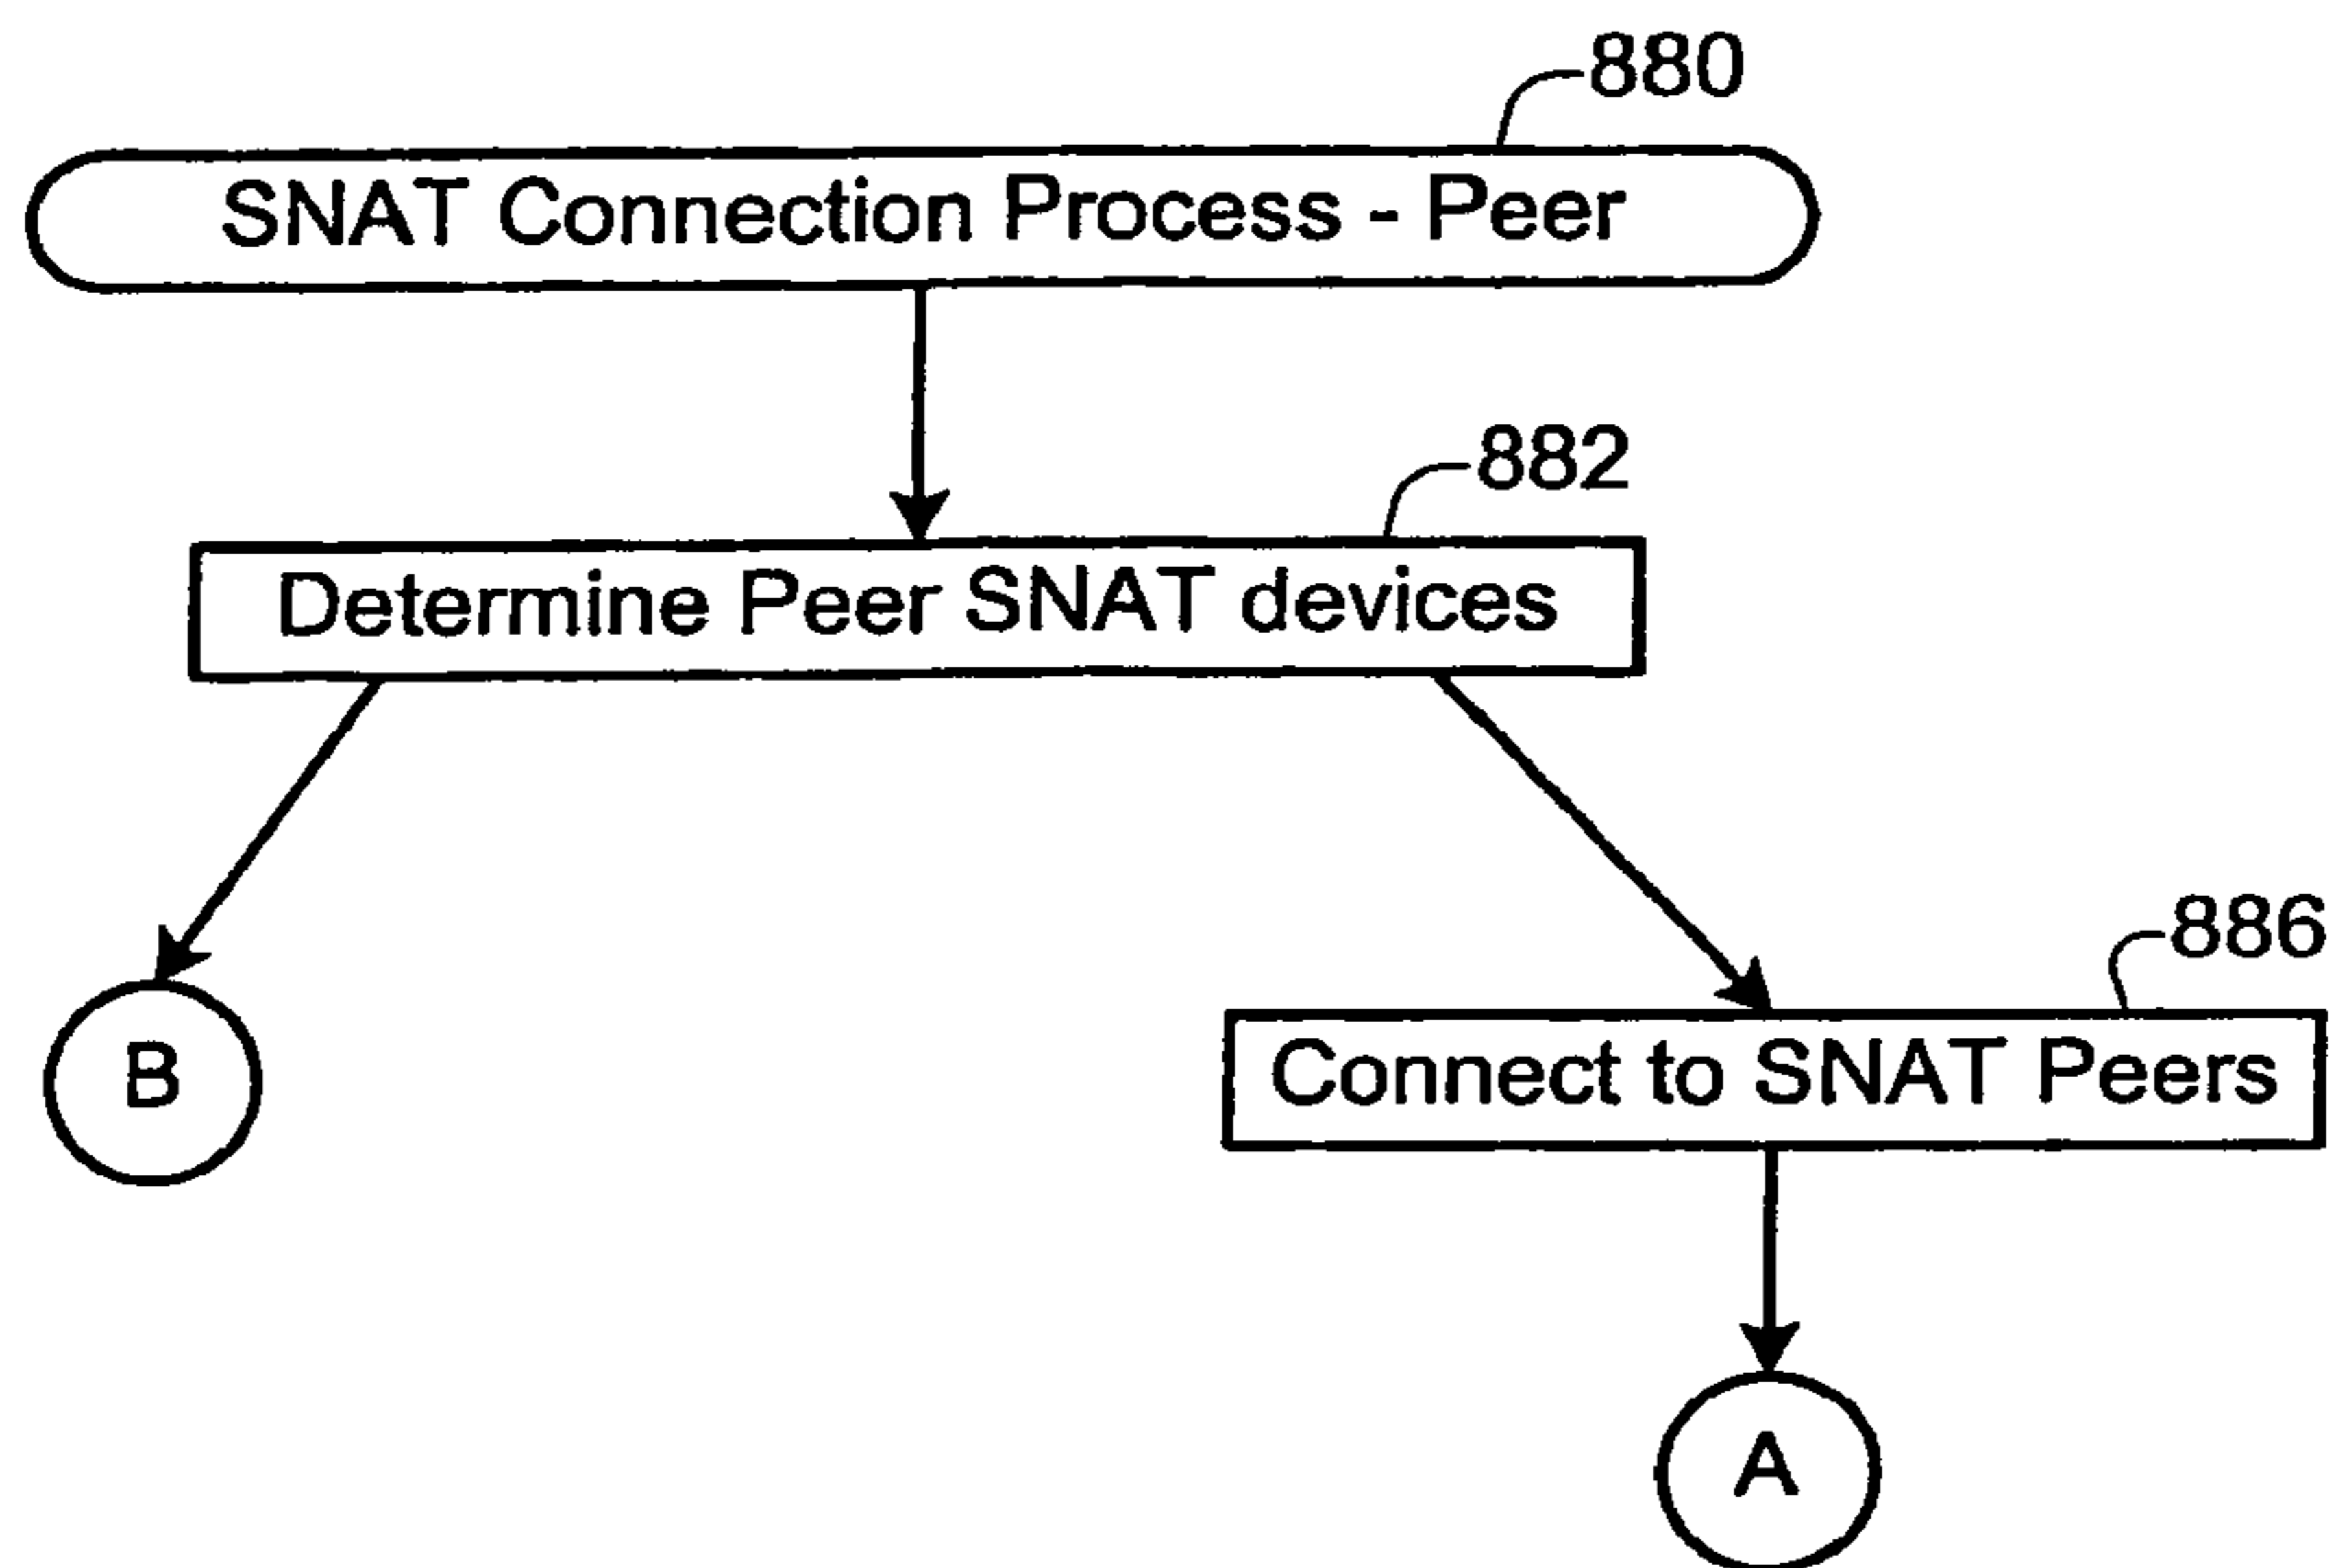 880
SNAT Connection Process - Peer
882
Determine Peer SNAT devices
886
B
Connect to SNAT Peers
A